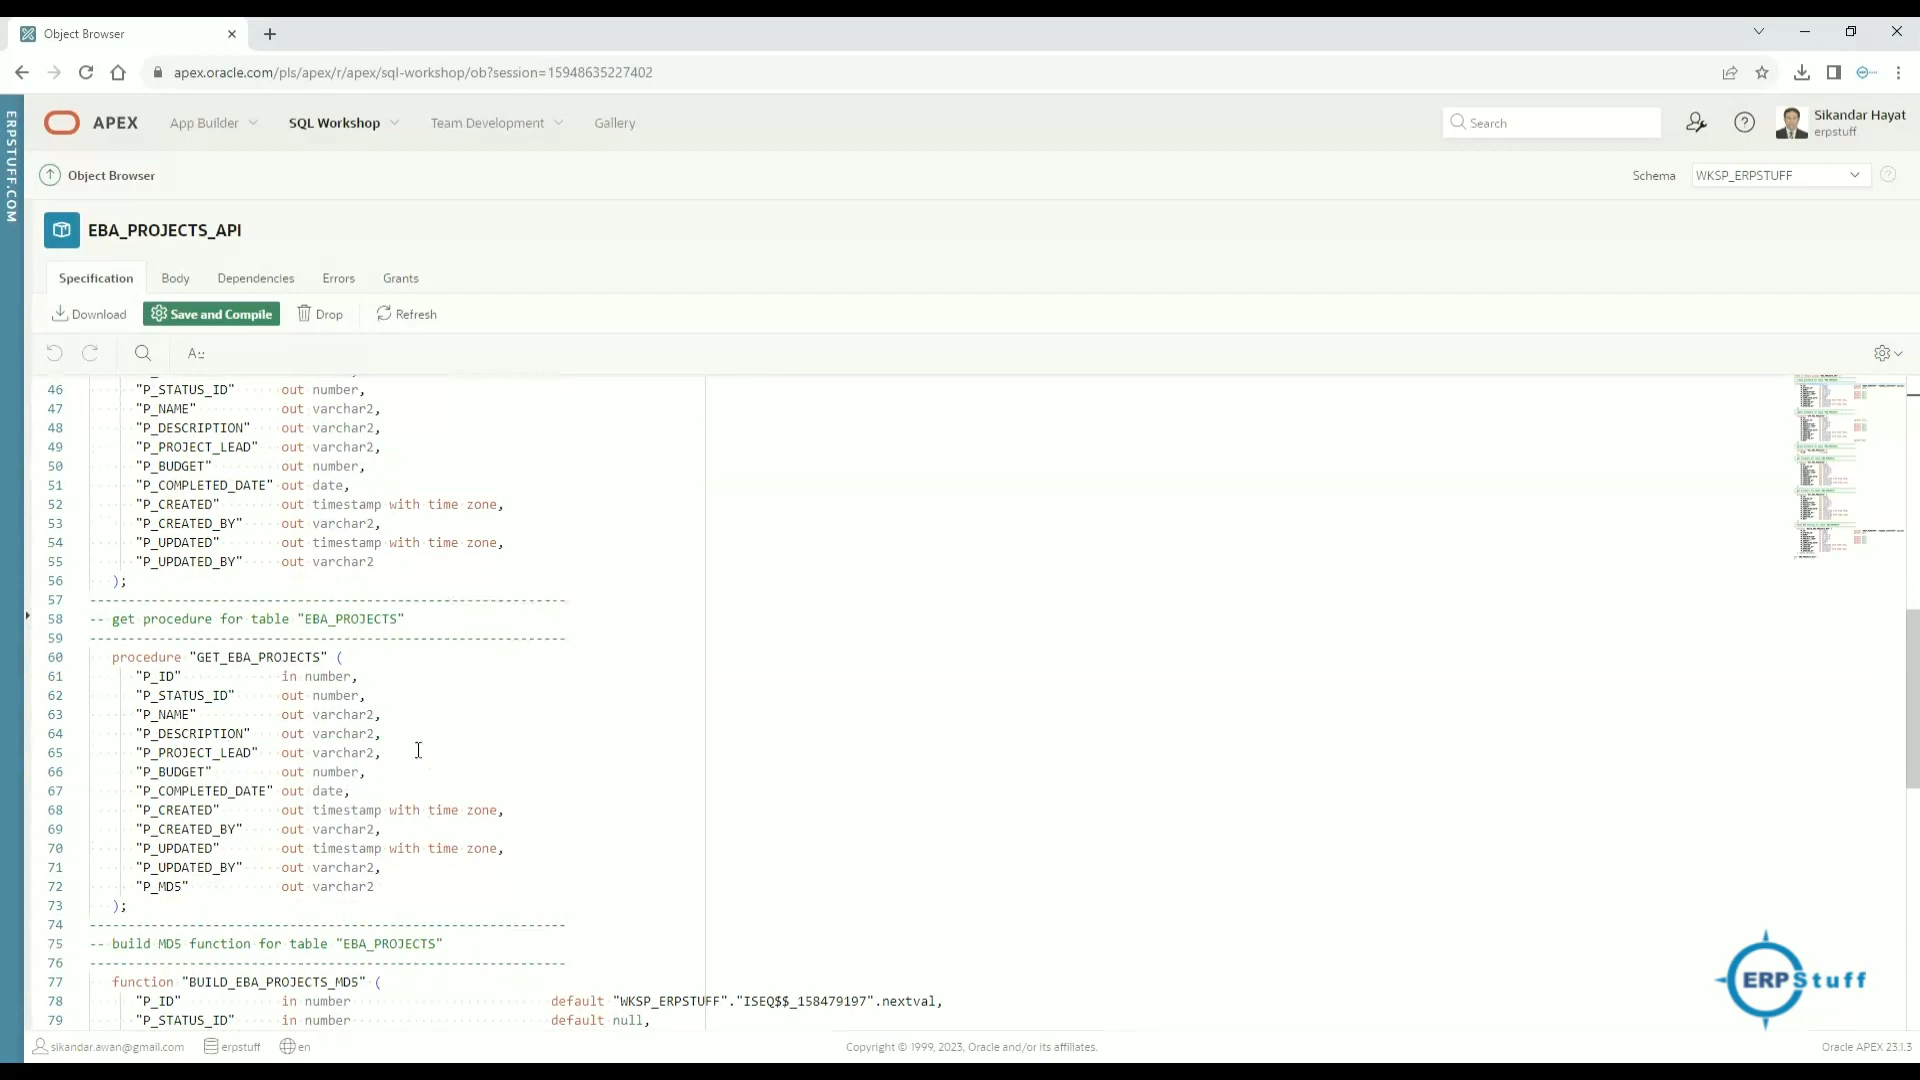 Object Browser
apex.oracle.com/pls/apex/r/apex/sql-workshop/ob?session=15948635227402
ERPSTUFF.COM
APEX App Builder SQL Workshop Team Development Gallery Search Sikandar Hayat
erpstuff
Object Browser Schema WKSP_ERPSTUFF
EBA_PROJECTS_API
Specification Body Dependencies Errors Grants
Download Save and Compile Drop Refresh
46 "P_STATUS_ID" out number,
47 "P_NAME" out varchar2,
48 "P_DESCRIPTION" out varchar2,
49 "P_PROJECT_LEAD" out varchar2,
50 "P_BUDGET" out number,
51 "P_COMPLETED_DATE" out date,
52 "P_CREATED" out timestamp with time zone,
53 "P_CREATED_BY" out varchar2,
54 "P_UPDATED" out timestamp with time zone,
55 "P_UPDATED_BY" out varchar2
56 );
57 --------------------------------------------------------------
58 -- get procedure for table "EBA_PROJECTS"
59 --------------------------------------------------------------
60 procedure "GET_EBA_PROJECTS" (
61 "P_ID" in number,
62 "P_STATUS_ID" out number,
63 "P_NAME" out varchar2,
64 "P_DESCRIPTION" out varchar2,
65 "P_PROJECT_LEAD" out varchar2,
66 "P_BUDGET" out number,
67 "P_COMPLETED_DATE" out date,
68 "P_CREATED" out timestamp with time zone,
69 "P_CREATED_BY" out varchar2,
70 "P_UPDATED" out timestamp with time zone,
71 "P_UPDATED_BY" out varchar2,
72 "P_MD5" out varchar2
73 );
74 --------------------------------------------------------------
75 -- build MD5 function for table "EBA_PROJECTS"
76 --------------------------------------------------------------
77 function "BUILD_EBA_PROJECTS_MD5" (
78 "P_ID" in number default "WKSP_ERPSTUFF"."ISEQ$$_158479197".nextval,
79 "P_STATUS_ID" in number default null,
ERPStuff
sikandar.awan@gmail.com erpstuff en Copyright © 1999, 2023, Oracle and/or its affiliates. Oracle APEX 23.1.3